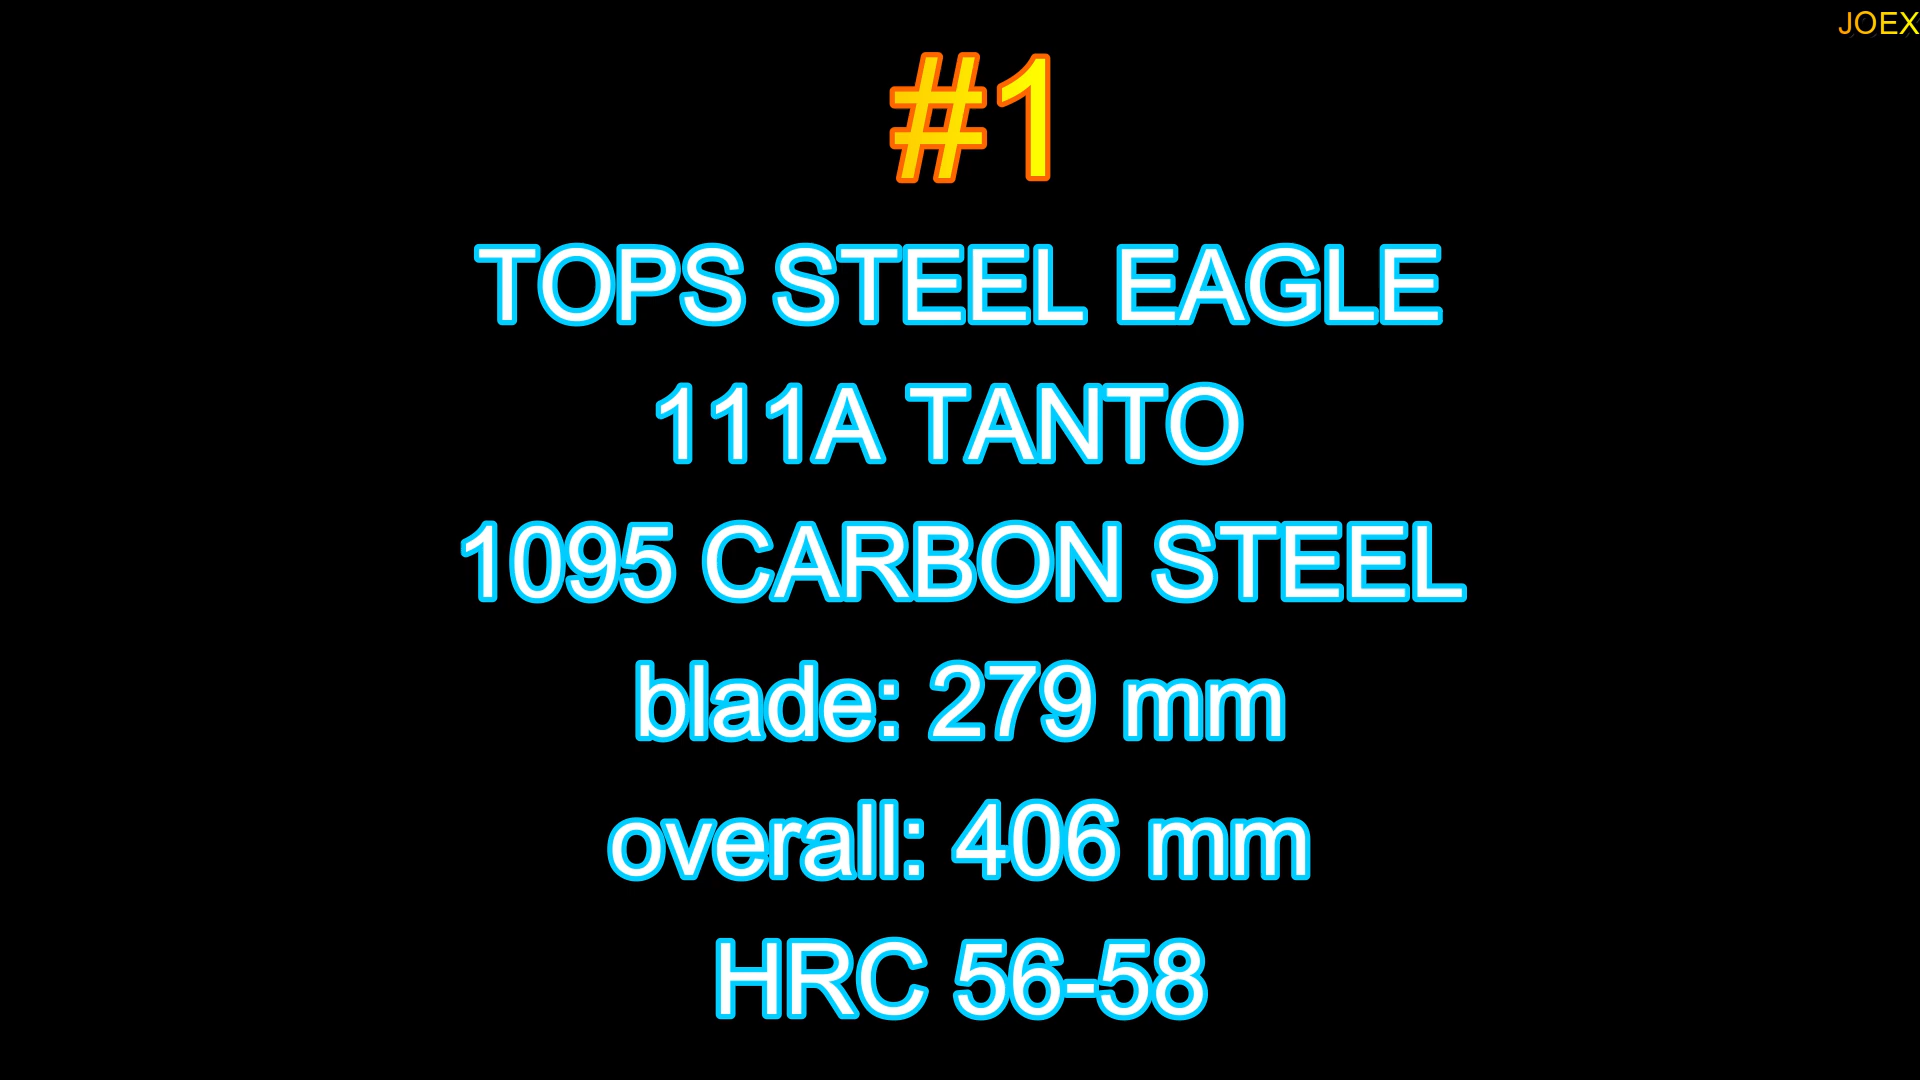 JOEX
#1
TOPS STEEL EAGLE
111A TANTO
1095 CARBON STEEL
blade: 279 mm
overall: 406 mm
HRC 56-58